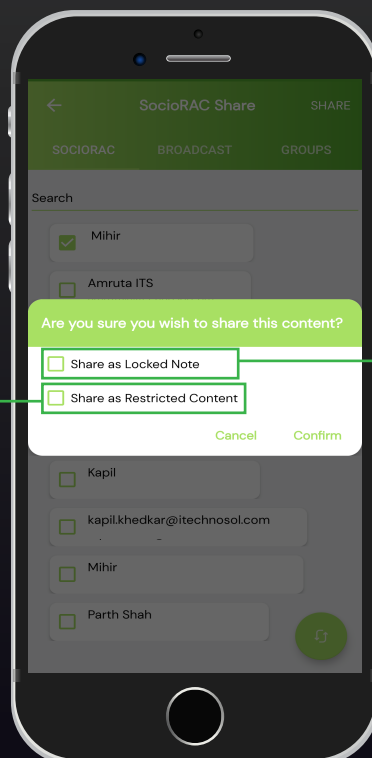 SocioRAC Share SHARE
SOCIORAC BROADCAST GROUPS
Search
Mihir
Amruta ITS
Are you sure you wish to share this content?
Share as Locked Note
Share as Restricted Content
Cancel Confirm
Kapil
kapil.khedkar@itechnosol.com
Mihir
Parth Shah